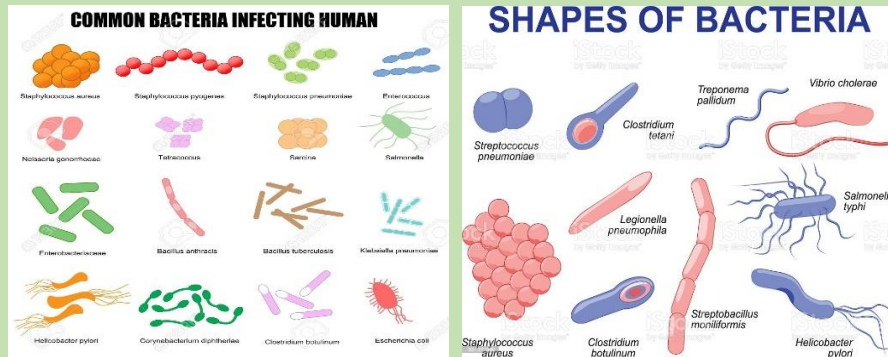 COMMON BACTERIA INFECTING HUMAN
Staphylococcus aureus
Staphylococcus pyogenes
Staphylococcus pneumoniae
Enterococcus
Neissoria gonorrhoeae
Tetracoccus
Sarcina
Salmonella
Enterobacteriaceae
Bacillus anthracis
Bacillus tuberculosis
Klebsiella pneumoniae
Helicobacter pylori
Corynebacterium diphtheriae
Clostridium botulinum
Escherichia coli
SHAPES OF BACTERIA
Streptococcus
pneumoniae
Clostridium
tetani
Treponema
pallidum
Vibrio cholerae
Legionella
pneumophila
Salmonell
typhi
Staphylococcus
aureus
Clostridium
botulinum
Streptobacillus
moniliformis
Helicobacter
pylori